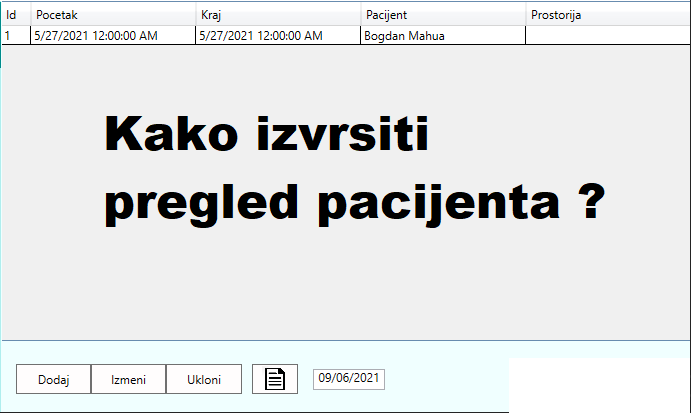 Id Pocetak Kraj Pacijent Prostorija
1 5/27/2021 12:00:00 AM 5/27/2021 12:00:00 AM Bogdan Mahua
Kako izvrsiti
pregled pacijenta ?
Dodaj Izmeni Ukloni 09/06/2021